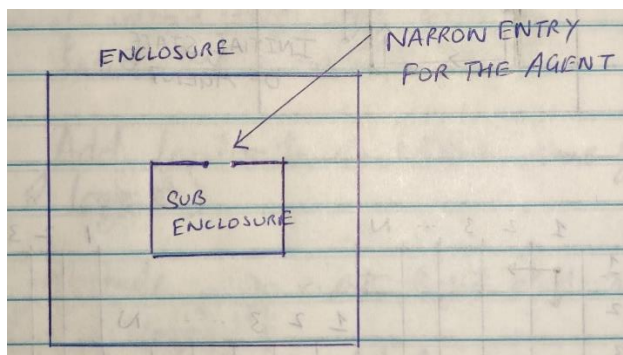 ENCLOSURE
NARROW ENTRY
FOR THE AGENT
SUB
ENCLOSURE